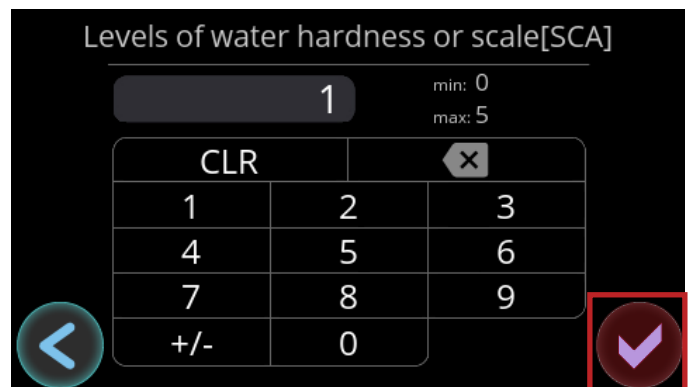 Levels of water hardness or scale[SCA]
1
min: 0
max: 5
CLR
1 2 3
4 5 6
7 8 9
+/- 0